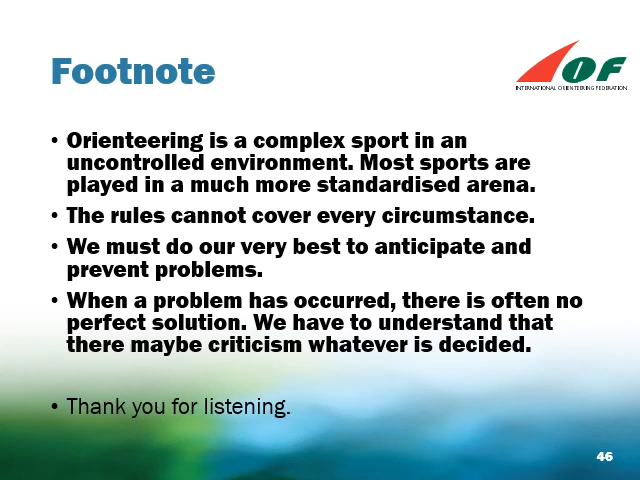 Footnote
IOF
INTERNATIONAL ORIENTEERING FEDERATION
• Orienteering is a complex sport in an
uncontrolled environment. Most sports are
played in a much more standardised arena.
• The rules cannot cover every circumstance.
• We must do our very best to anticipate and
prevent problems.
• When a problem has occurred, there is often no
perfect solution. We have to understand that
there maybe criticism whatever is decided.
• Thank you for listening.
46